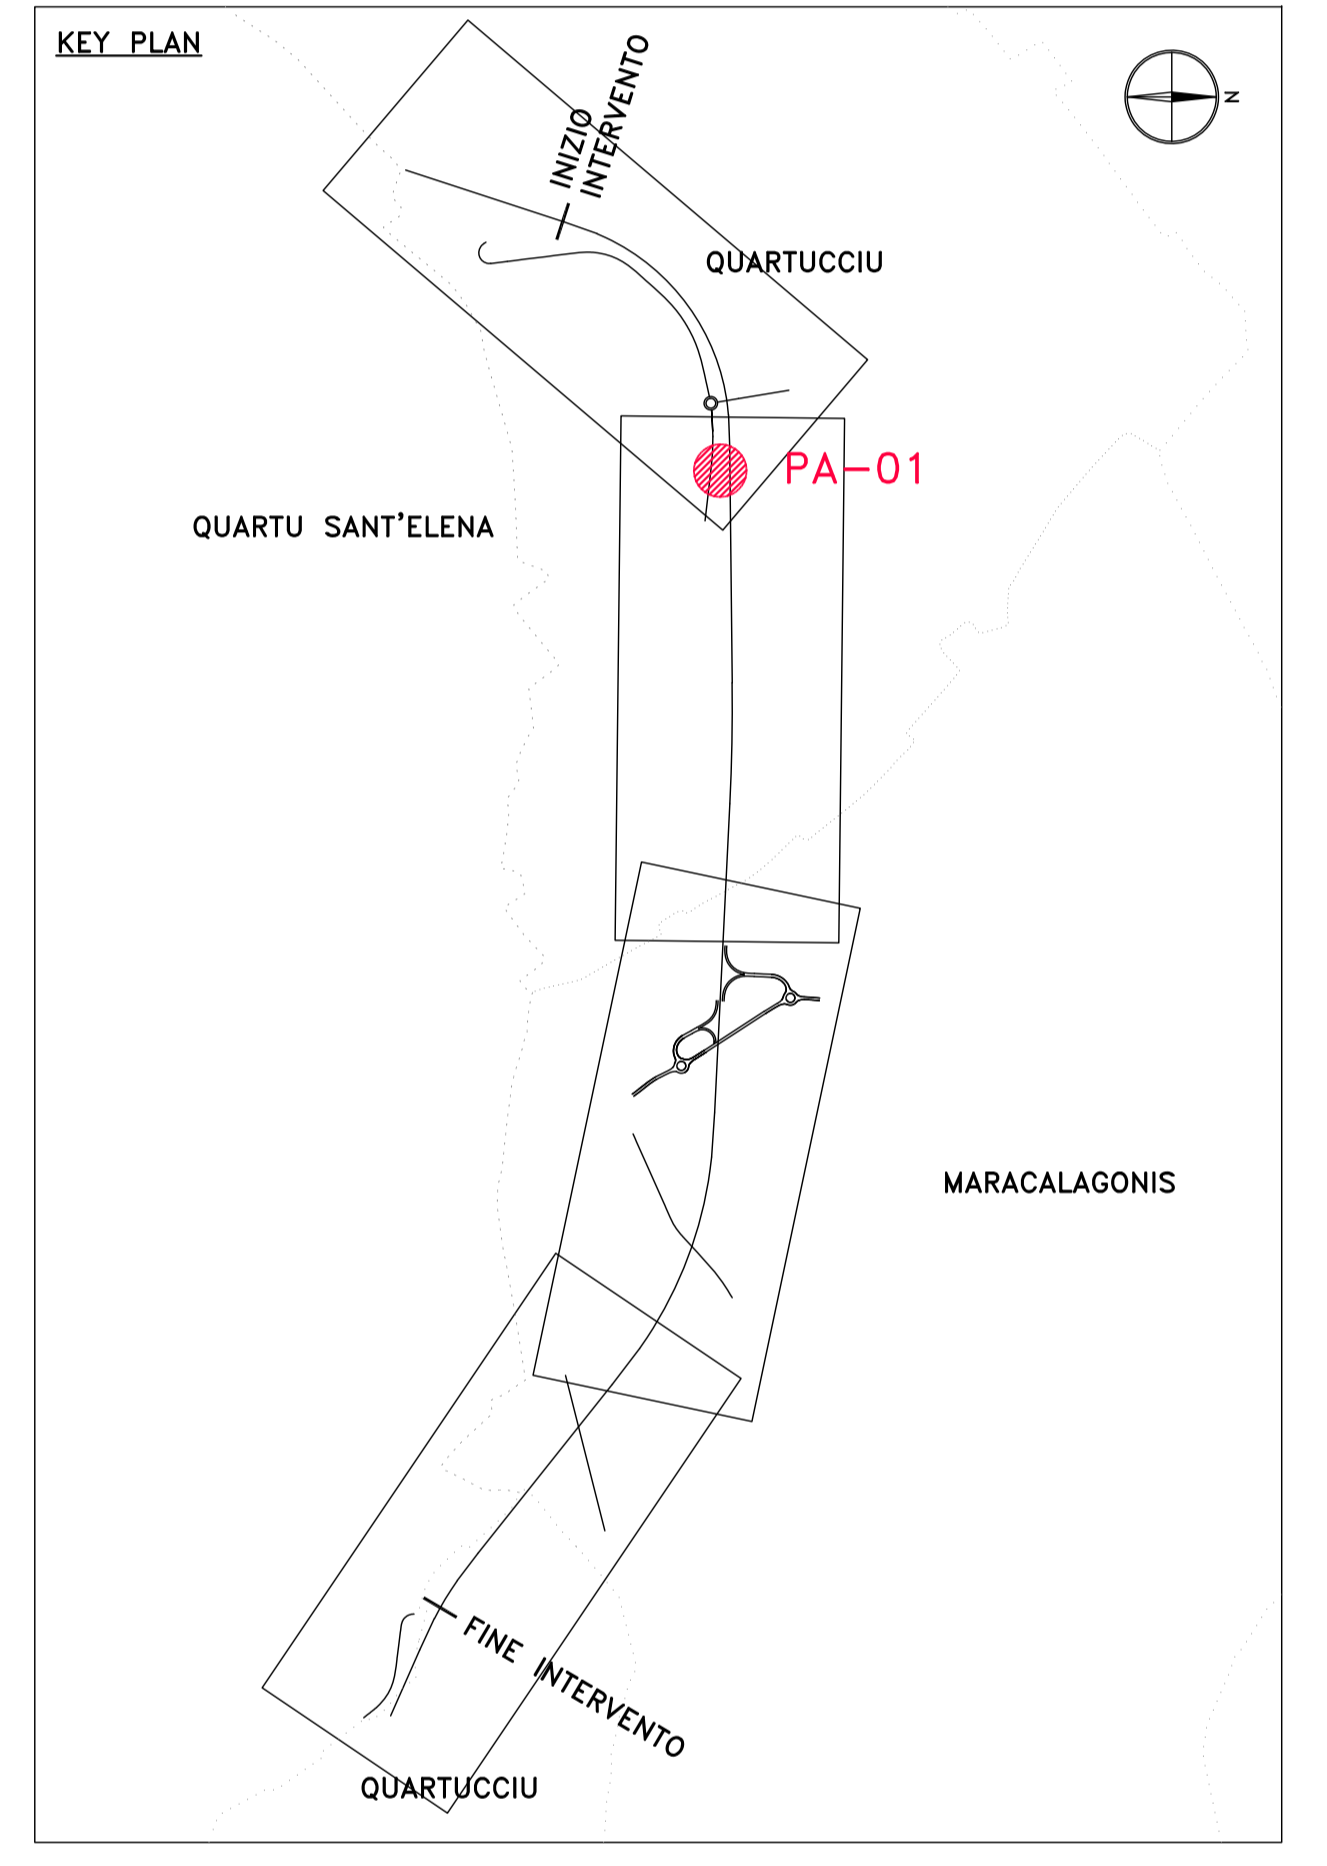 KEY PLAN
N
INIZIO
INTERVENTO
QUARTUCCIU
PA-01
QUARTU SANT'ELENA
MARACALAGONIS
FINE INTERVENTO
QUARTUCCIU